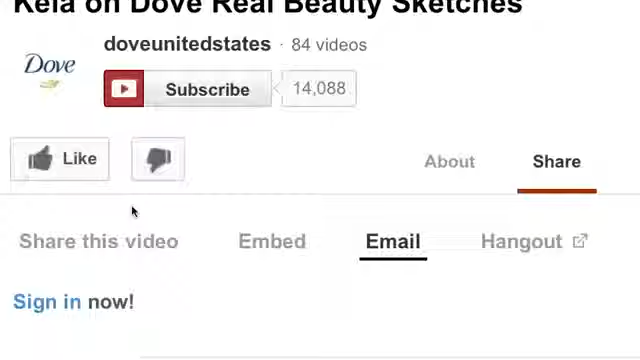 Kela on Dove Real Beauty Sketches
doveunitedstates · 84 videos
Dove
Subscribe 14,088
Like
About Share
Share this video Embed Email Hangout
Sign in now!